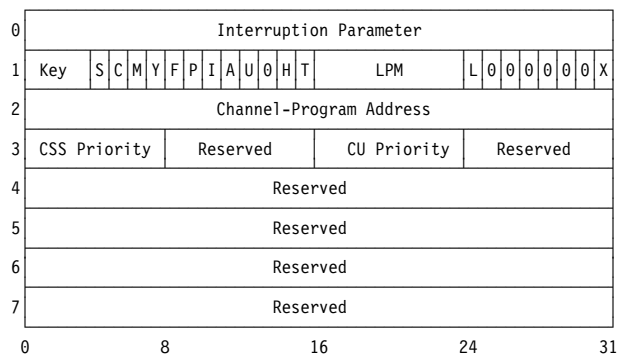 0 Interruption Parameter
1 Key S C M Y F P I A U 0 H T LPM L 0 0 0 0 0 0 X
2 Channel-Program Address
3 CSS Priority Reserved CU Priority Reserved
4 Reserved
5 Reserved
6 Reserved
7 Reserved
0 8 16 24 31